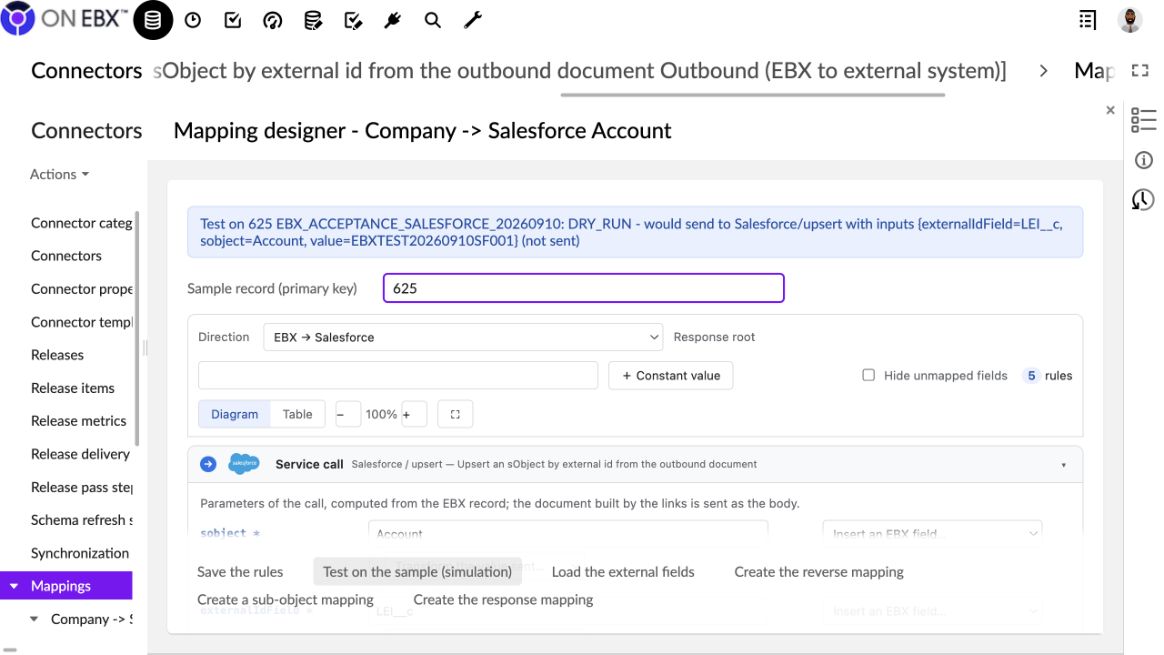 ON EBX™
Connectors sObject by external id from the outbound document Outbound (EBX to external system)] > Map
Connectors
Mapping designer - Company -> Salesforce Account
Actions
Connector categ
Connectors
Connector prope
Connector templ
Releases
Release items
Release metrics
Release delivery
Release pass step
Schema refresh s
Synchronization
Mappings
Company -> S
Test on 625 EBX_ACCEPTANCE_SALESFORCE_20260910: DRY_RUN - would send to Salesforce/upsert with inputs {externalIdField=LEI__c,
sobject=Account, value=EBXTEST20260910SF001} (not sent)
Sample record (primary key) 625
Direction EBX → Salesforce Response root
+ Constant value Hide unmapped fields 5 rules
Diagram Table − 100% +
salesforce Service call Salesforce / upsert — Upsert an sObject by external id from the outbound document
Parameters of the call, computed from the EBX record; the document built by the links is sent as the body.
sobject * Account Insert an EBX field...
Save the rules Test on the sample (simulation) Load the external fields Create the reverse mapping
Create a sub-object mapping Create the response mapping
externalIdField * LEI__c Insert an EBX field...